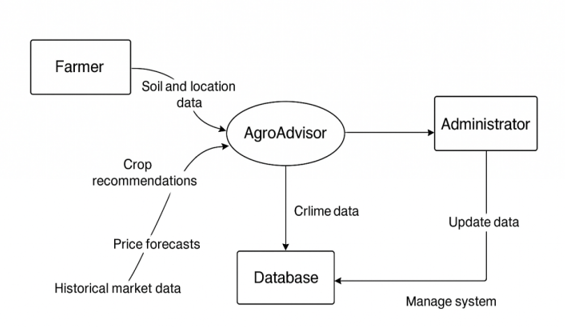 Farmer
Soil and location
data
AgroAdvisor
Administrator
Crop
recommendations
Crlime data
Update data
Price forecasts
Database
Historical market data
Manage system